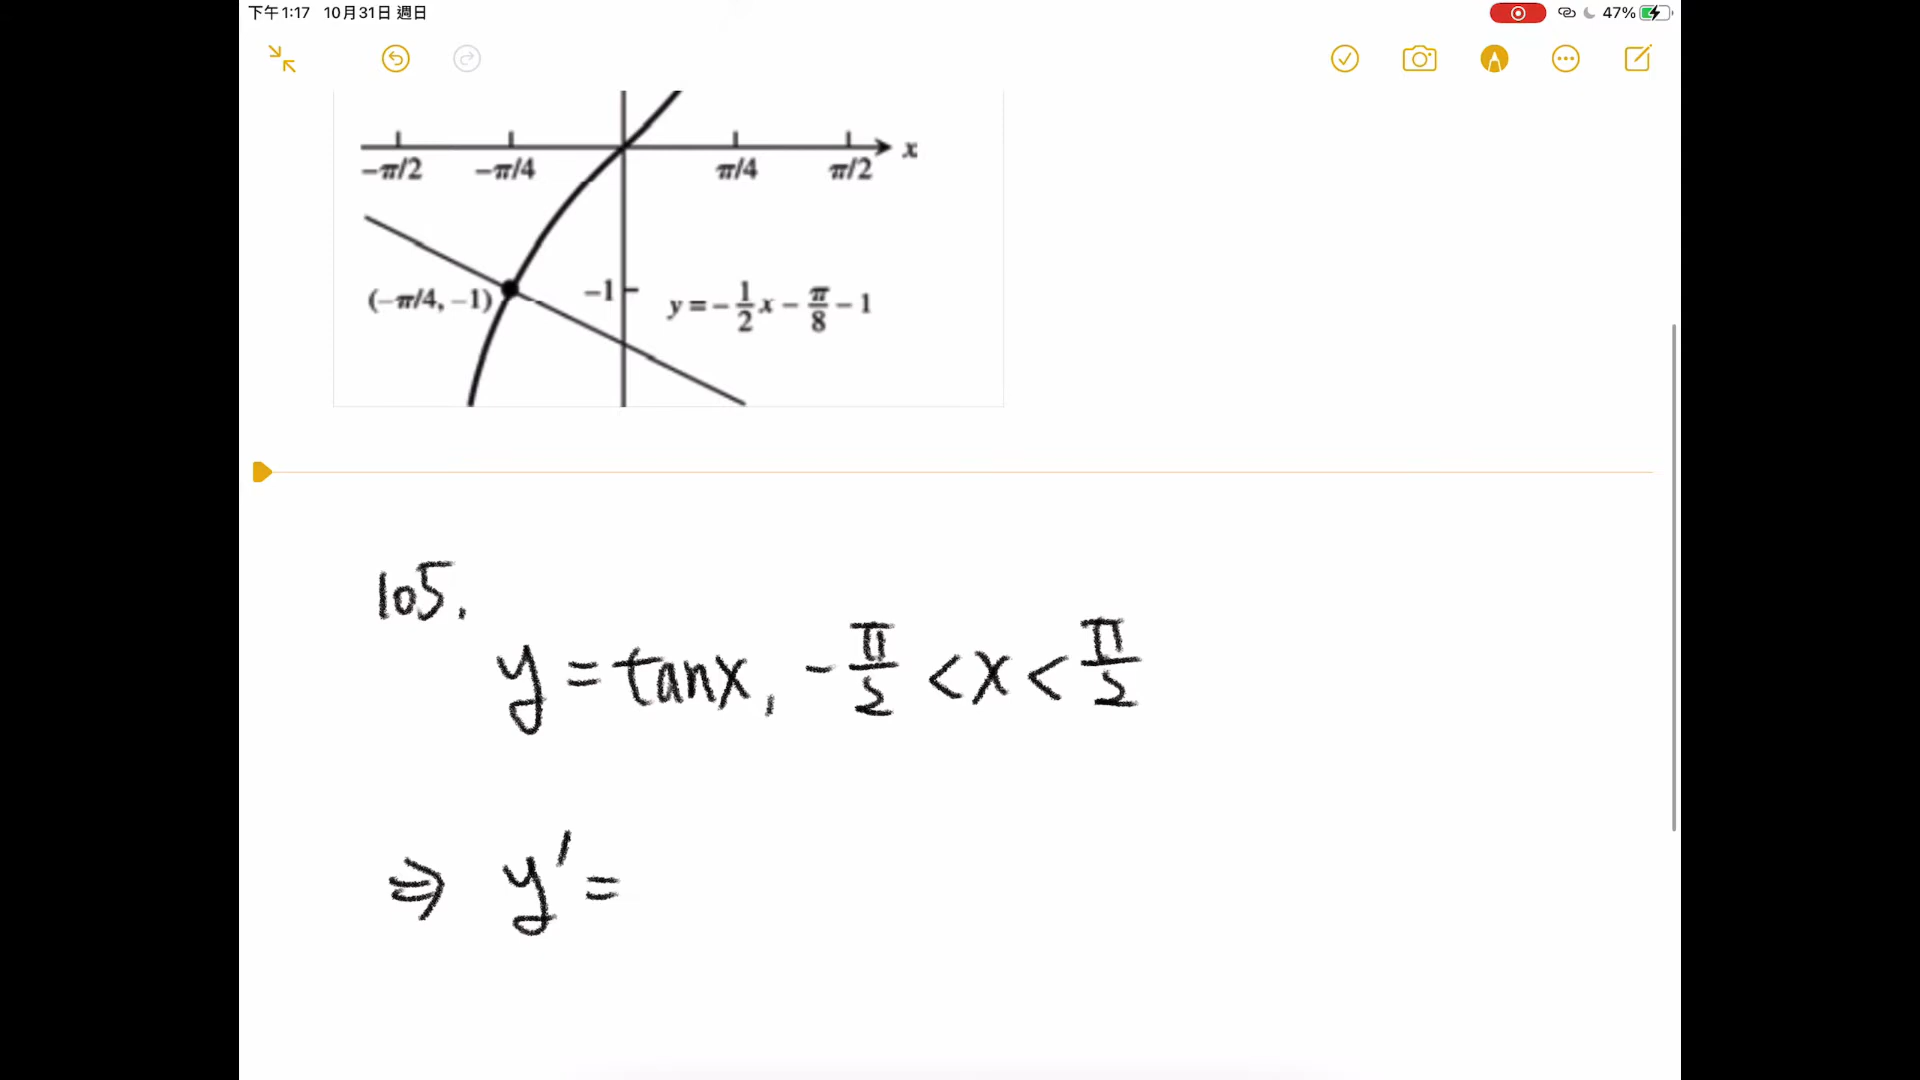 下午1:17 10月31日 週日
47%
x
−π/2 −π/4 π/4 π/2
(−π/4, −1)
−1
y = − 1/2 x − π/8 − 1
105.
y = tanx, -π/2 < x < π/2
⇒ y' =